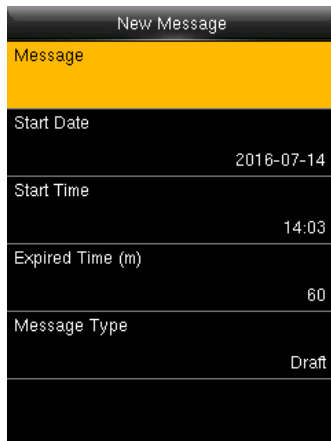 New Message
Message
Start Date
2016-07-14
Start Time
14:03
Expired Time (m)
60
Message Type
Draft